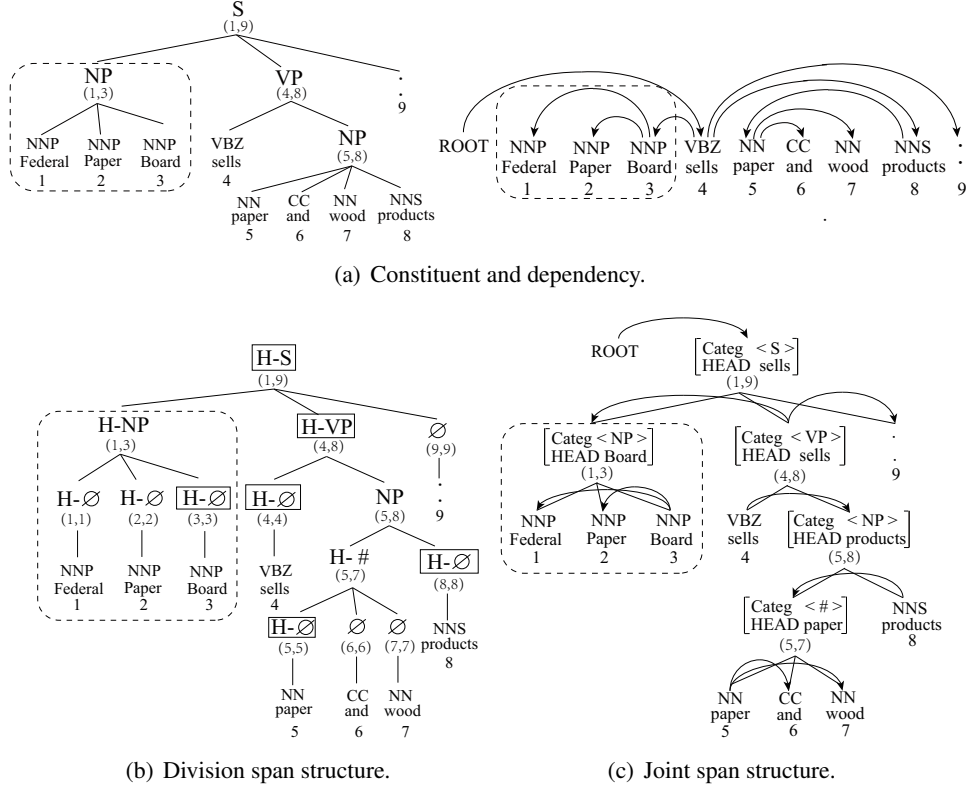 S
(1,9)
NP VP .
(1,3) (4,8) 9
NNP NNP NNP VBZ NP
Federal Paper Board sells (5,8)
1 2 3 4
NN CC NN NNS
paper and wood products
5 6 7 8
ROOT NNP NNP NNP VBZ NN CC NN NNS .
Federal Paper Board sells paper and wood products .
1 2 3 4 5 6 7 8 9
(a) Constituent and dependency.
H-S
(1,9)
H-NP H-VP ∅
(1,3) (4,8) (9,9)
H-∅ H-∅ H-∅ H-∅ NP .
(1,1) (2,2) (3,3) (4,4) (5,8) 9
H-# H-∅
(5,7) (8,8)
NNP NNP NNP VBZ
Federal Paper Board sells
1 2 3 4
H-∅ ∅ ∅ NNS
(5,5) (6,6) (7,7) products
8
NN CC NN
paper and wood
5 6 7
(b) Division span structure.
ROOT
Categ < S >
HEAD sells
(1,9)
Categ < NP > Categ < VP > .
HEAD Board HEAD sells .
(1,3) (4,8) 9
NNP NNP NNP VBZ Categ < NP >
Federal Paper Board sells HEAD products
1 2 3 4 (5,8)
Categ < # > NNS
HEAD paper products
(5,7) 8
NN CC NN
paper and wood
5 6 7
(c) Joint span structure.